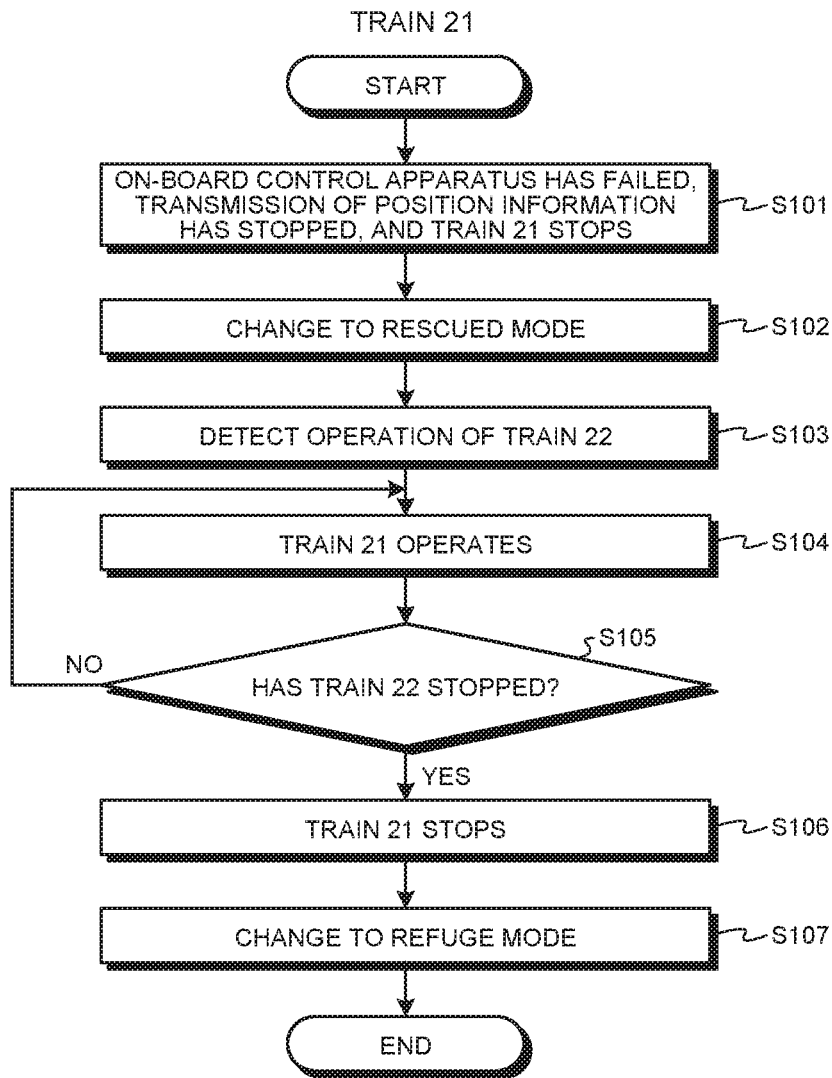 TRAIN 21
START
ON-BOARD CONTROL APPARATUS HAS FAILED,
TRANSMISSION OF POSITION INFORMATION
HAS STOPPED, AND TRAIN 21 STOPS
S101
CHANGE TO RESCUED MODE
S102
DETECT OPERATION OF TRAIN 22
S103
TRAIN 21 OPERATES
S104
S105
NO
HAS TRAIN 22 STOPPED?
YES
TRAIN 21 STOPS
S106
CHANGE TO REFUGE MODE
S107
END